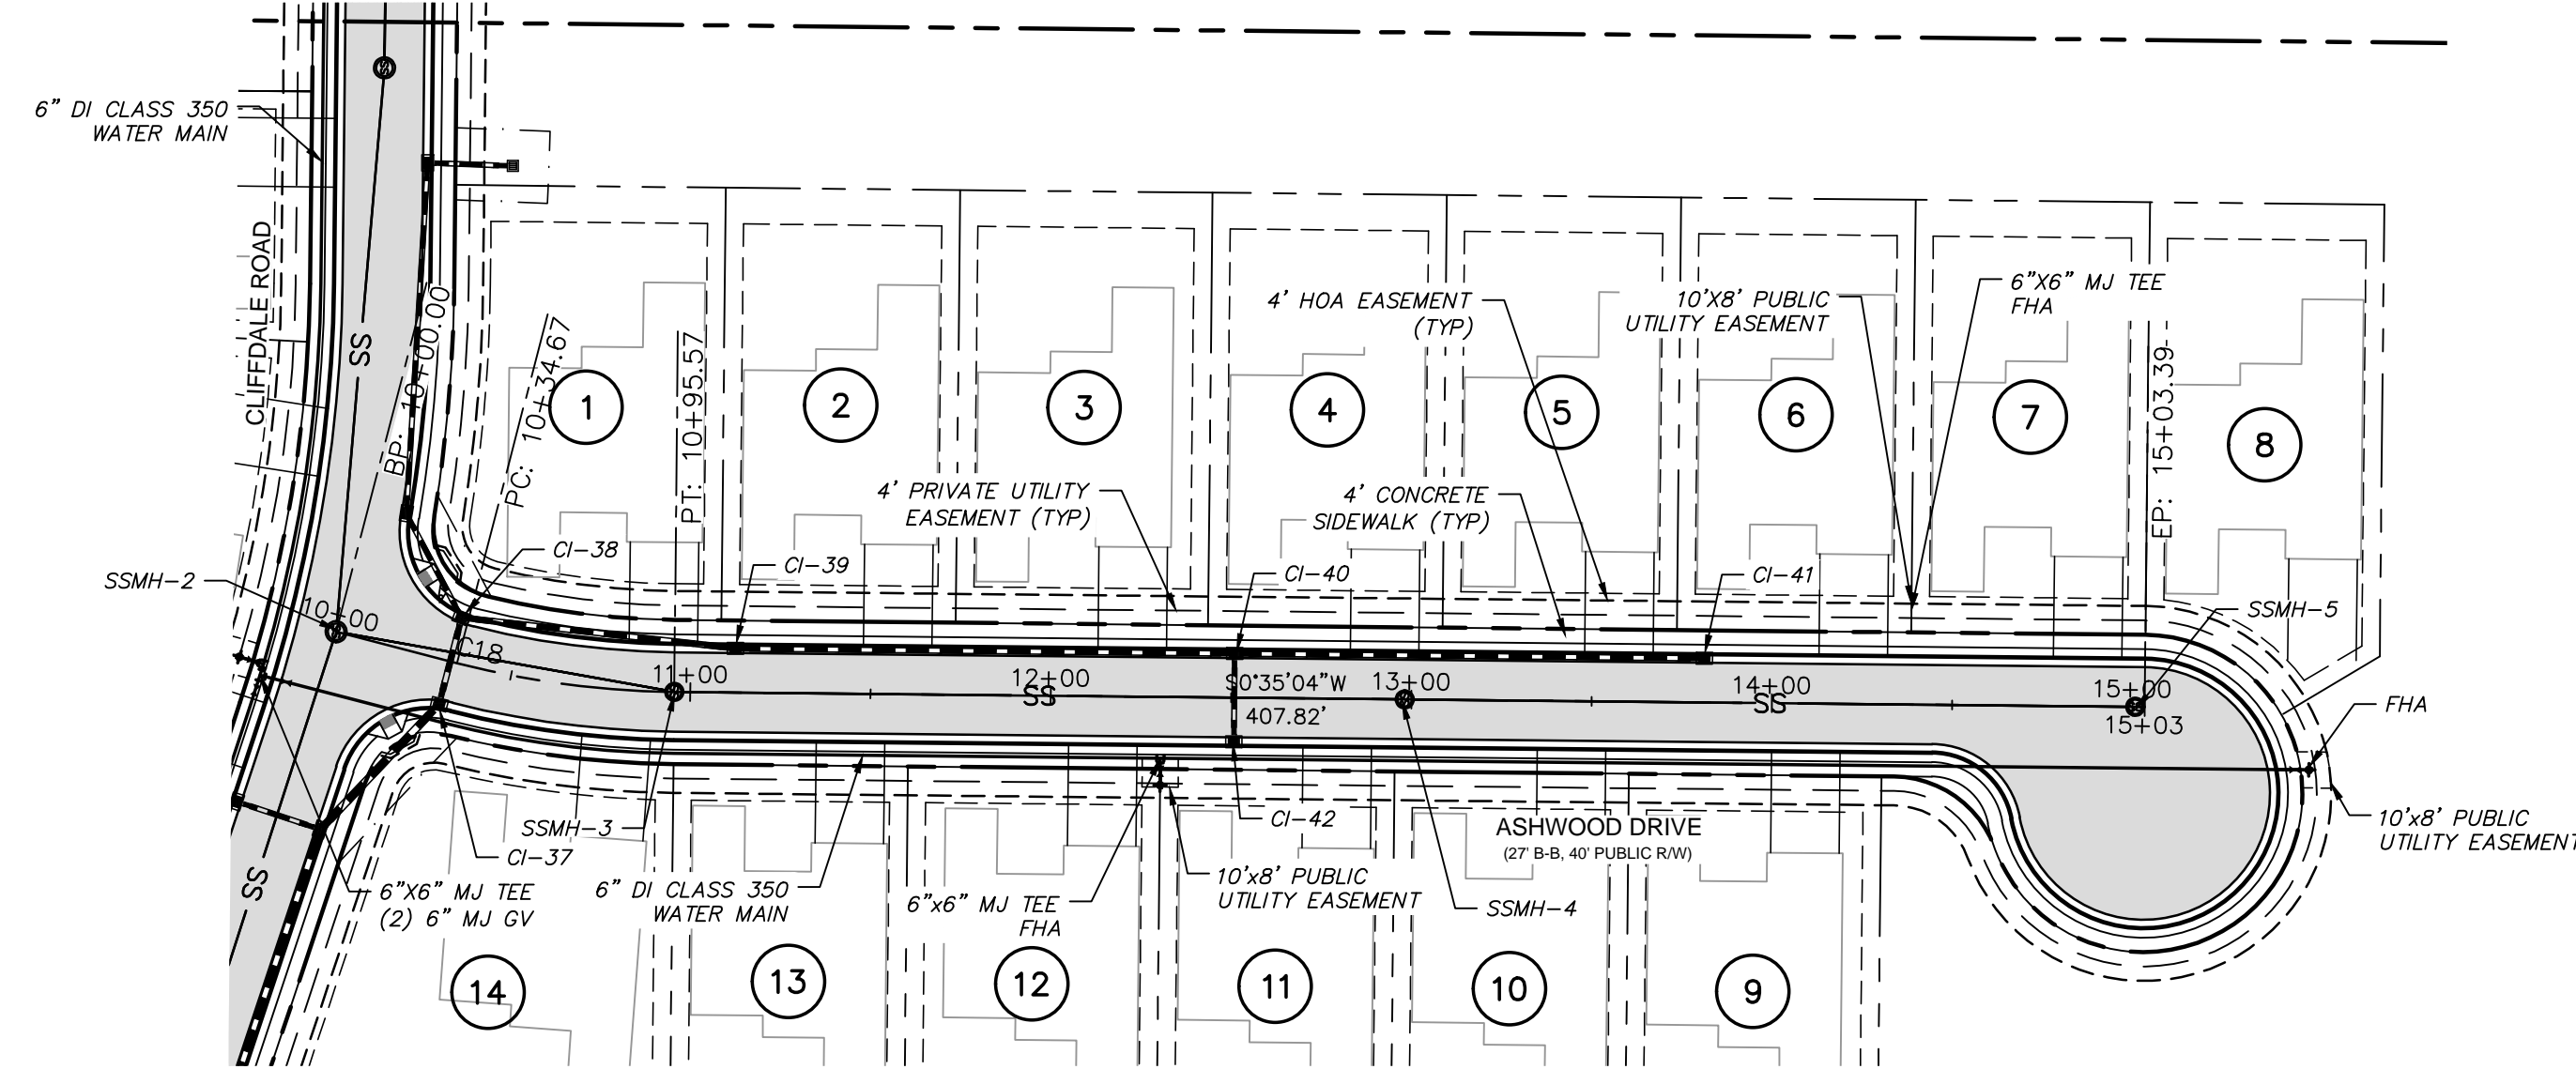 6" DI CLASS 350
WATER MAIN
CLIFFDALE ROAD
SS
BP: 10+00.00
PC: 10+34.67
PT: 10+95.57
1
2
3
4
5
6
7
8
4' HOA EASEMENT
(TYP)
10'X8' PUBLIC
UTILITY EASEMENT
6"X6" MJ TEE
FHA
EP: 15+03.39
4' PRIVATE UTILITY
EASEMENT (TYP)
4' CONCRETE
SIDEWALK (TYP)
CI-38
CI-39
CI-40
CI-41
SSMH-2
SSMH-5
10+00
C18
11+00
12+00
SS
S0°35'04"W
407.82'
13+00
14+00
SS
15+00
15+03
FHA
10'x8' PUBLIC
UTILITY EASEMENT
SSMH-3
CI-37
CI-42
ASHWOOD DRIVE
(27' B-B, 40' PUBLIC R/W)
SS
6"X6" MJ TEE
(2) 6" MJ GV
6" DI CLASS 350
WATER MAIN
6"x6" MJ TEE
FHA
10'x8' PUBLIC
UTILITY EASEMENT
SSMH-4
14
13
12
11
10
9